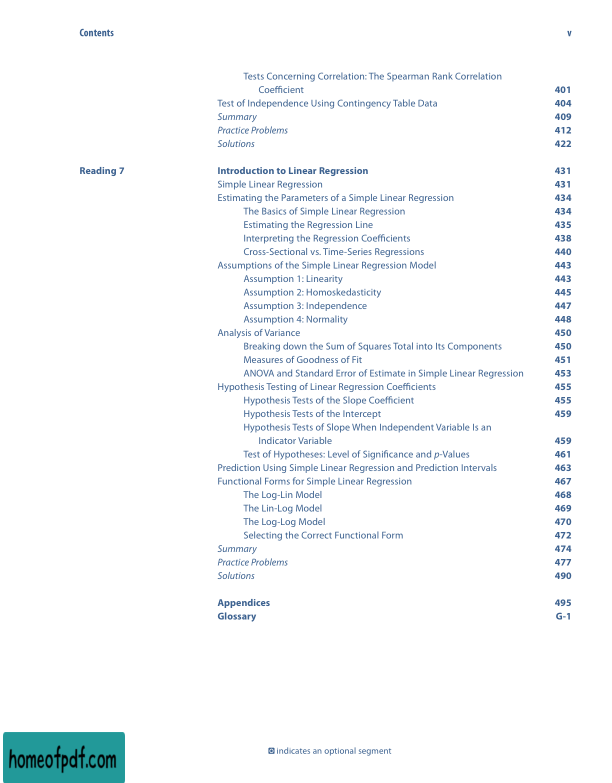 Contents v
Tests Concerning Correlation: The Spearman Rank Correlation
Coefficient 401
Test of Independence Using Contingency Table Data 404
Summary 409
Practice Problems 412
Solutions 422
Reading 7 Introduction to Linear Regression 431
Simple Linear Regression 431
Estimating the Parameters of a Simple Linear Regression 434
The Basics of Simple Linear Regression 434
Estimating the Regression Line 435
Interpreting the Regression Coefficients 438
Cross-Sectional vs. Time-Series Regressions 440
Assumptions of the Simple Linear Regression Model 443
Assumption 1: Linearity 443
Assumption 2: Homoskedasticity 445
Assumption 3: Independence 447
Assumption 4: Normality 448
Analysis of Variance 450
Breaking down the Sum of Squares Total into Its Components 450
Measures of Goodness of Fit 451
ANOVA and Standard Error of Estimate in Simple Linear Regression 453
Hypothesis Testing of Linear Regression Coefficients 455
Hypothesis Tests of the Slope Coefficient 455
Hypothesis Tests of the Intercept 459
Hypothesis Tests of Slope When Independent Variable Is an
Indicator Variable 459
Test of Hypotheses: Level of Significance and p-Values 461
Prediction Using Simple Linear Regression and Prediction Intervals 463
Functional Forms for Simple Linear Regression 467
The Log-Lin Model 468
The Lin-Log Model 469
The Log-Log Model 470
Selecting the Correct Functional Form 472
Summary 474
Practice Problems 477
Solutions 490
Appendices 495
Glossary G-1
indicates an optional segment
homeofpdf.com